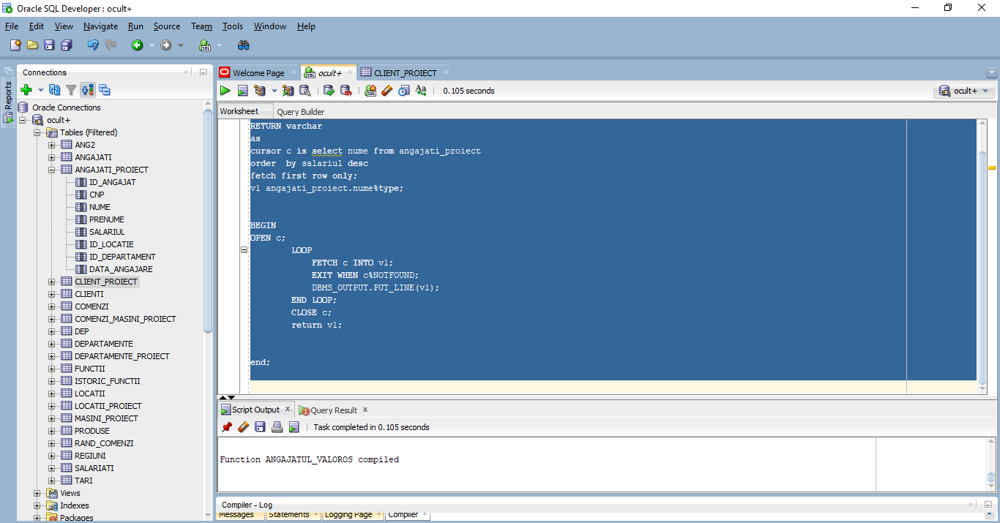 Oracle SQL Developer : ocult+
File Edit View Navigate Run Source Team Tools Window Help
Reports
Connections
Oracle Connections
ocult+
Tables (Filtered)
ANG2
ANGAJATI
ANGAJATI_PROIECT
ID_ANGAJAT
CNP
NUME
PRENUME
SALARIUL
ID_LOCATIE
ID_DEPARTAMENT
DATA_ANGAJARE
CLIENT_PROIECT
CLIENTI
COMENZI
COMENZI_MASINI_PROIECT
DEP
DEPARTAMENTE
DEPARTAMENTE_PROIECT
FUNCTII
ISTORIC_FUNCTII
LOCATII
LOCATII_PROIECT
MASINI_PROIECT
PRODUSE
RAND_COMENZI
REGIUNI
SALARIATI
TARI
Views
Indexes
Packages
Welcome Page ocult+ CLIENT_PROIECT
0.105 seconds
ocult+
Worksheet Query Builder
RETURN varchar
as
cursor c is select nume from angajati_proiect
order  by salariul desc
fetch first row only;
v1 angajati_proiect.nume%type;
BEGIN
OPEN c;
LOOP
FETCH c INTO v1;
EXIT WHEN c%NOTFOUND;
DBMS_OUTPUT.PUT_LINE(v1);
END LOOP;
CLOSE c;
return v1;
end;
Script Output x Query Result x
Task completed in 0.105 seconds
Function ANGAJATUL_VALOROS compiled
Compiler - Log
Messages Statements Logging Page Compiler